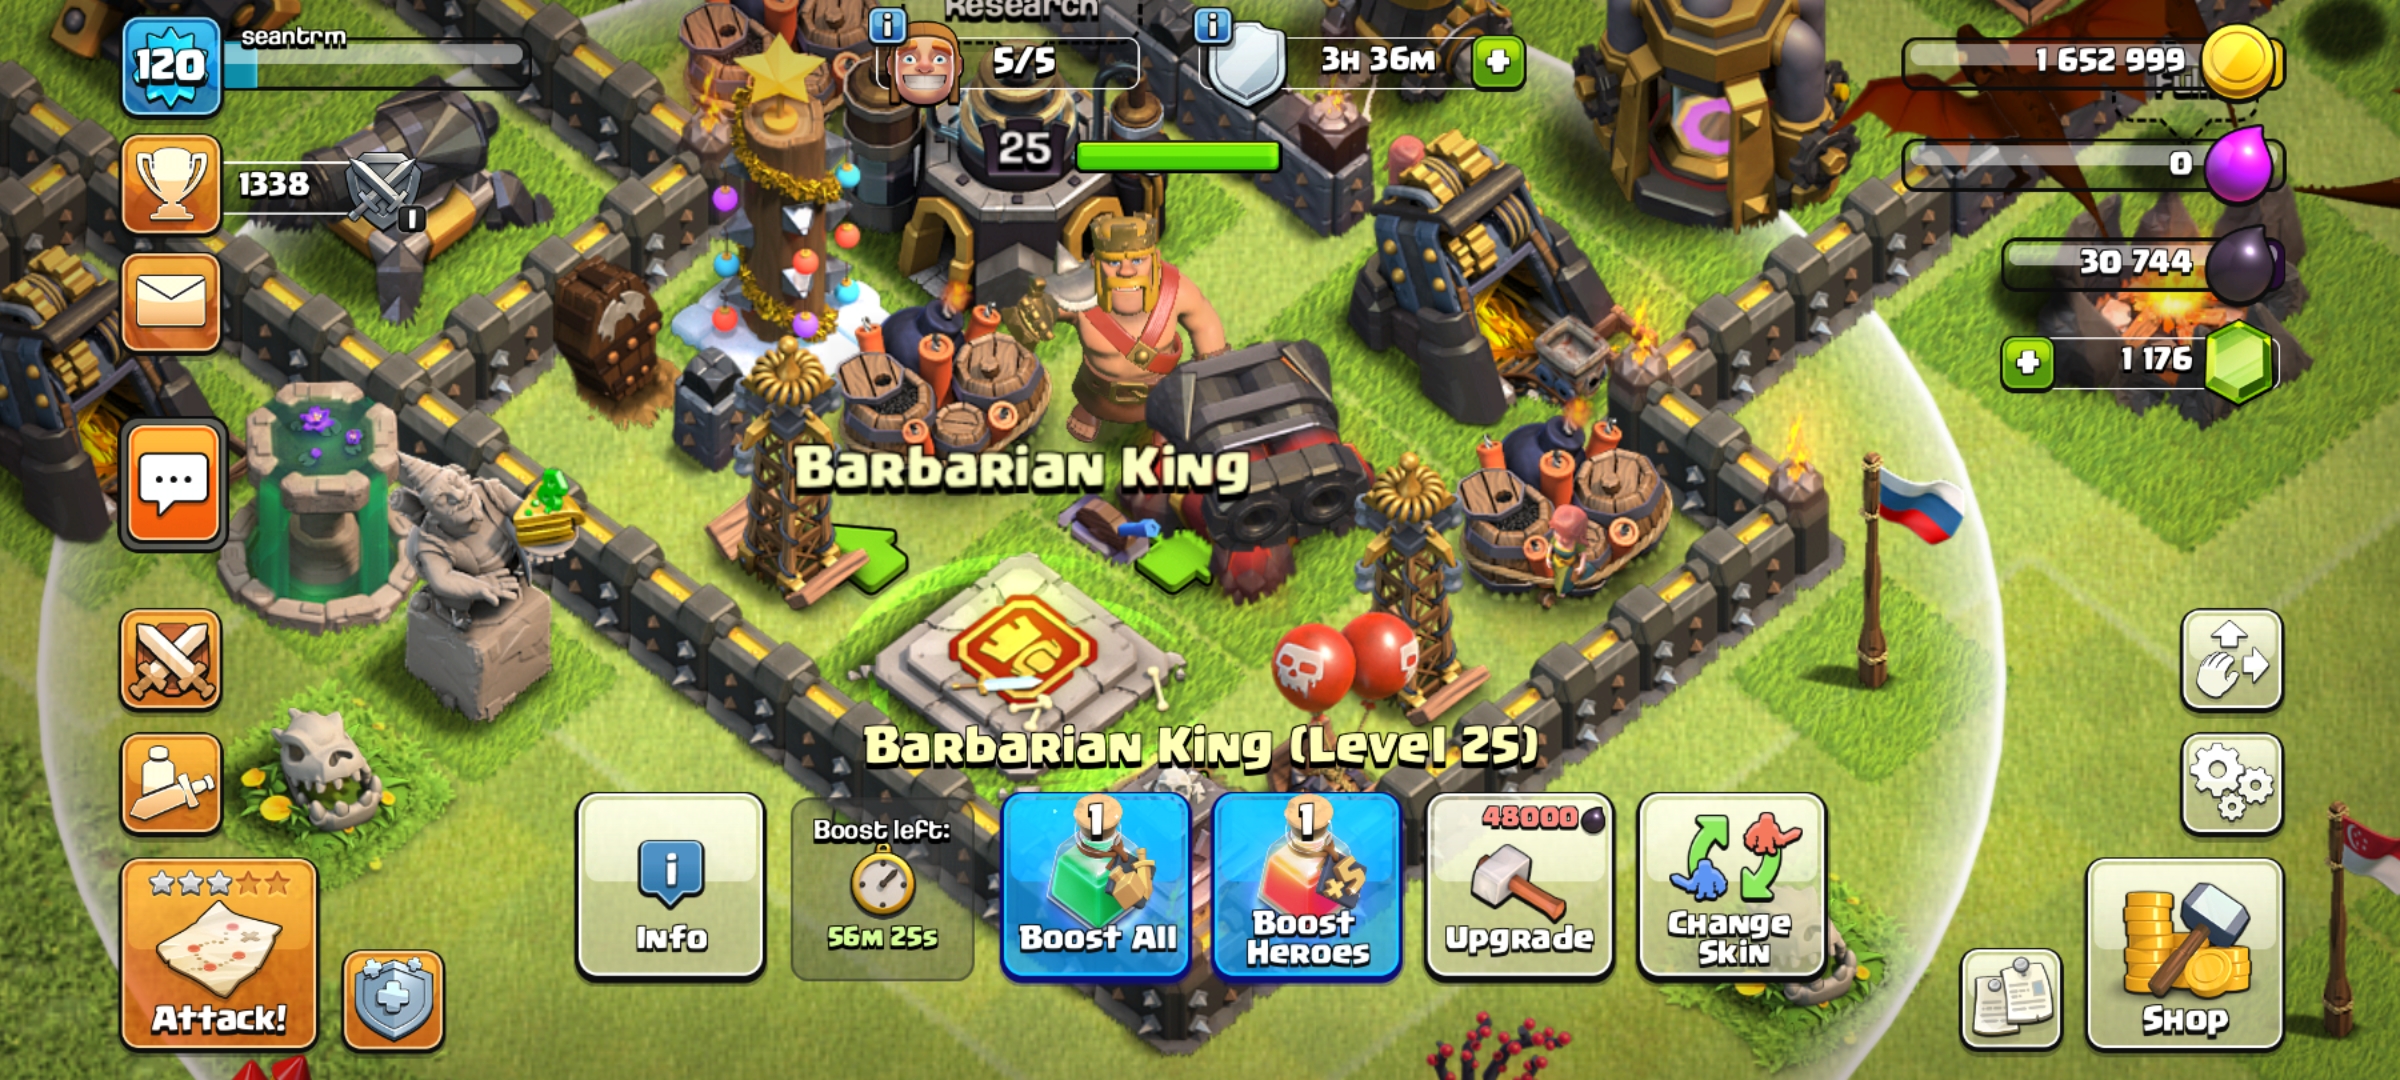 Research
120
seantrm
5/5
3H 36M
1 652 999
Full
25
1338
I
0
30 744
1 176
Barbarian King
Barbarian King (Level 25)
Info
Boost left:
56M 25s
1
Boost All
1
x5
Boost
Heroes
48000
Upgrade
Change
Skin
Attack!
Shop